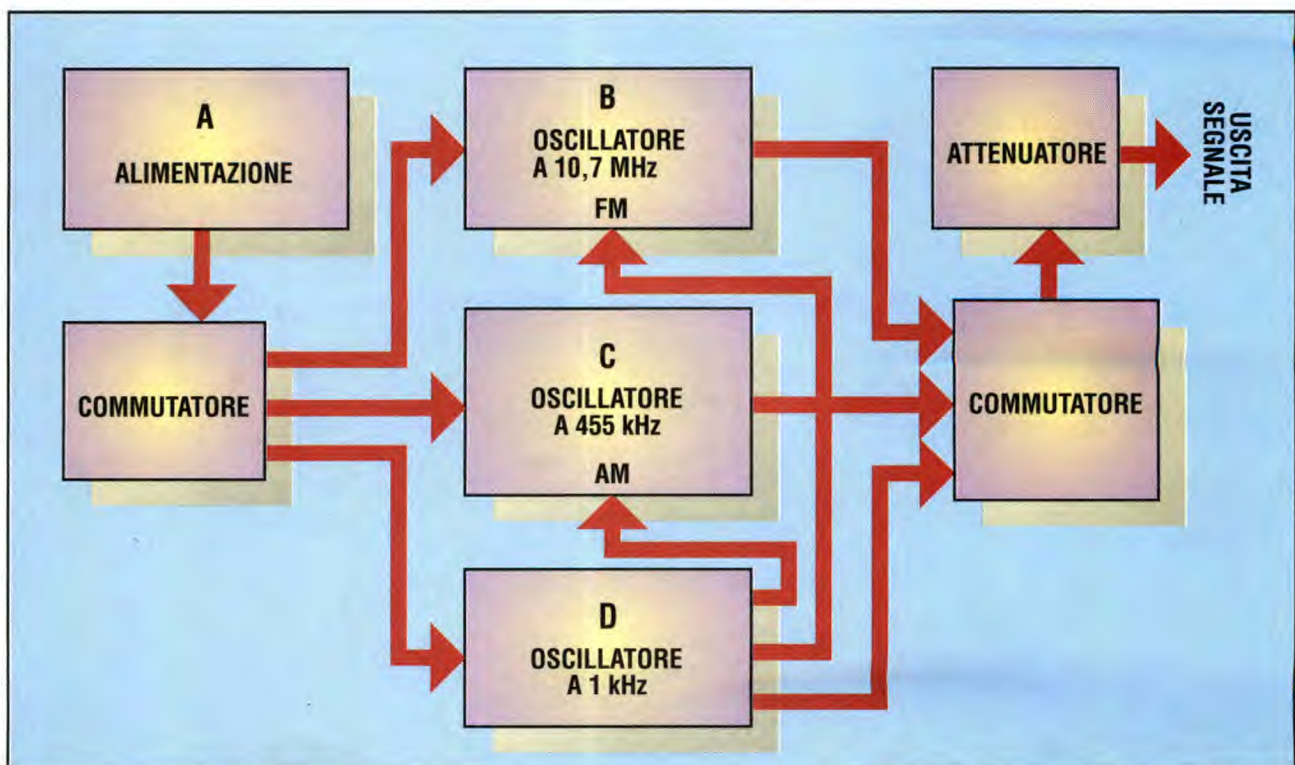 A
ALIMENTAZIONE
B
OSCILLATORE
A 10,7 MHz
FM
ATTENUATORE
USCITA
SEGNALE
COMMUTATORE
C
OSCILLATORE
A 455 kHz
AM
COMMUTATORE
D
OSCILLATORE
A 1 kHz